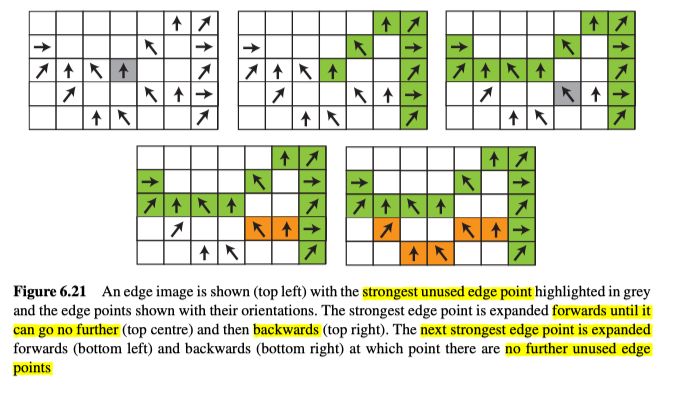 Figure 6.21 An edge image is shown (top left) with the strongest unused edge point highlighted in grey
and the edge points shown with their orientations. The strongest edge point is expanded forwards until it
can go no further (top centre) and then backwards (top right). The next strongest edge point is expanded
forwards (bottom left) and backwards (bottom right) at which point there are no further unused edge
points